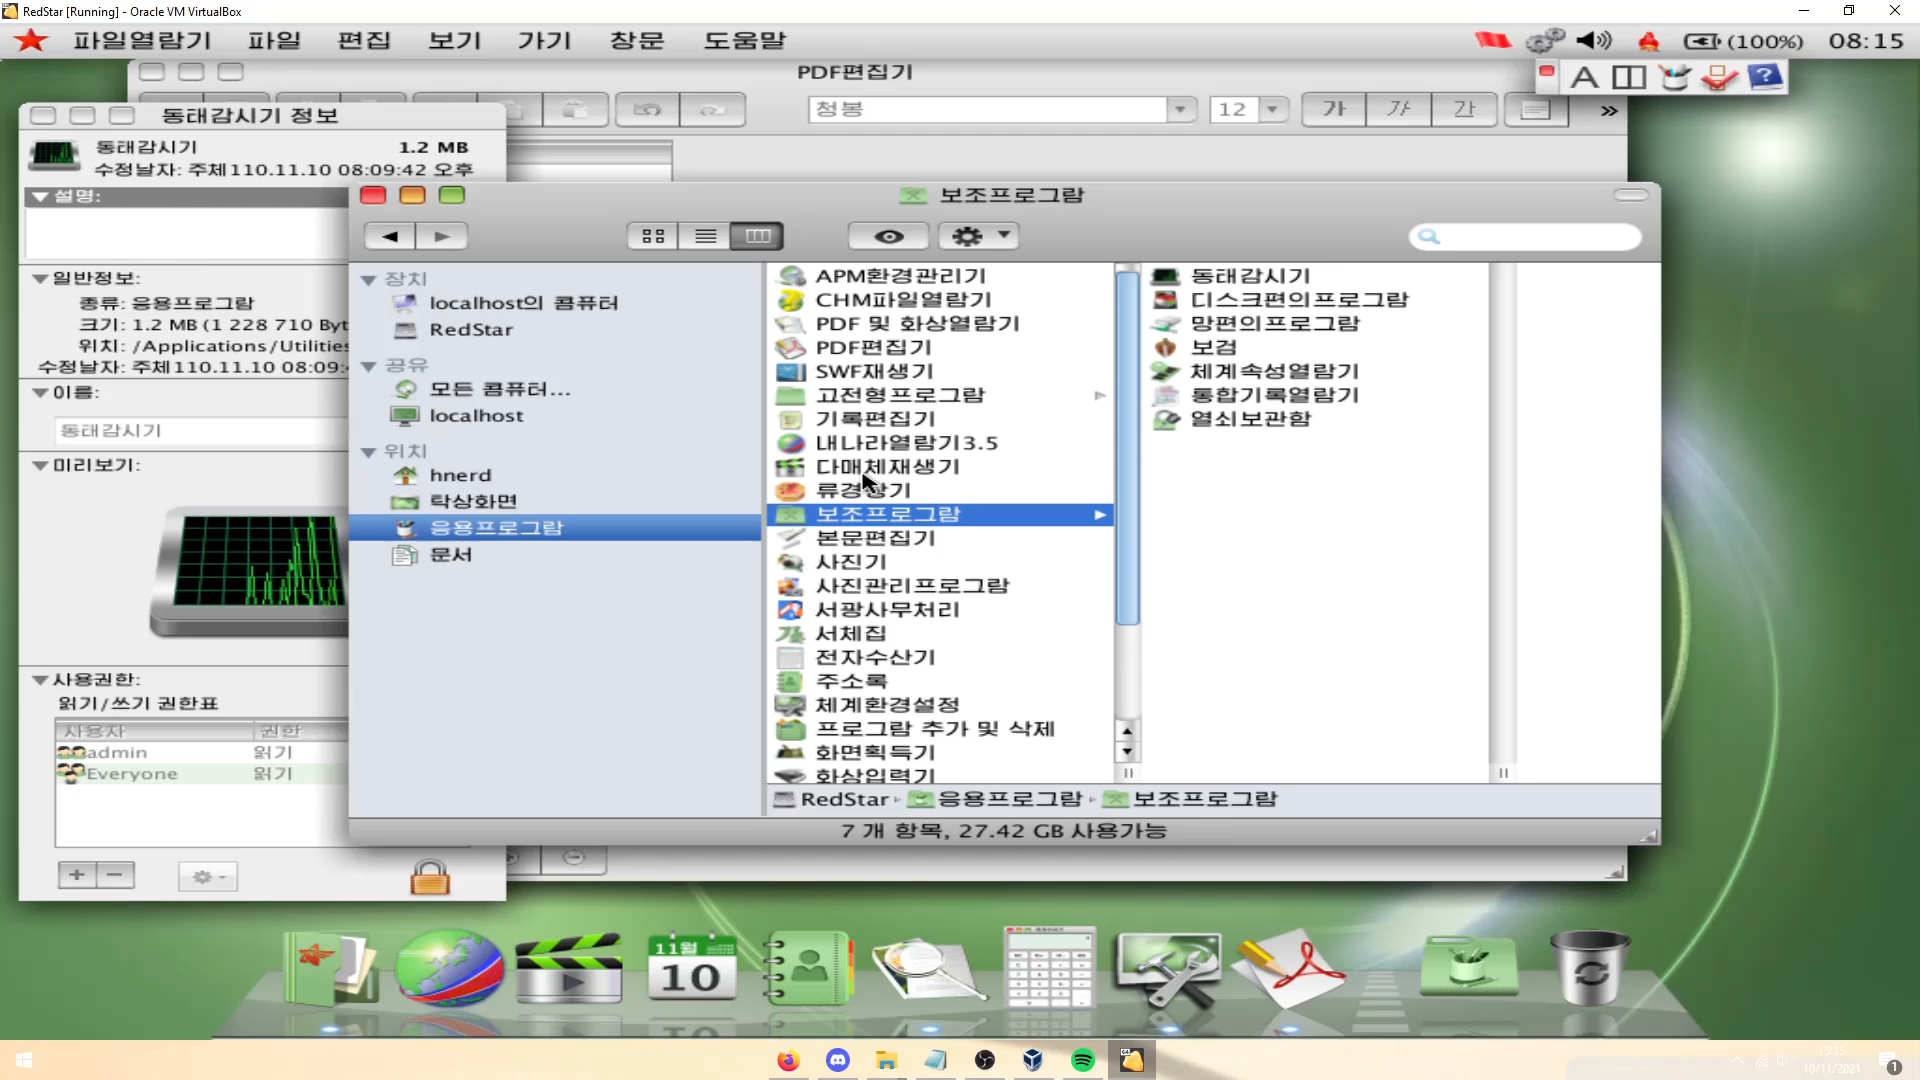 RedStar [Running] - Oracle VM VirtualBox
파일열람기 파일 편집 보기 가기 창문 도움말
(100%) 08:15
PDF편집기
청봉 12 가 가 간 »
A
동태감시기 정보
동태감시기 1.2 MB
수정날자: 주체110.11.10 08:09:42 오후
설명:
일반정보:
종류: 응용프로그람
크기: 1.2 MB (1 228 710 Byt
위치: /Applications/Utilities
수정날자: 주체110.11.10 08:09:
이름:
동태감시기
미리보기:
사용권한:
읽기/쓰기 권한표
사용자 권한
admin 읽기
Everyone 읽기
보조프로그람
장치
localhost의 콤퓨터
RedStar
공유
모든 콤퓨터...
localhost
위치
hnerd
탁상화면
응용프로그람
문서
APM환경관리기
CHM파일열람기
PDF 및 화상열람기
PDF편집기
SWF재생기
고전형프로그람
기록편집기
내나라열람기3.5
다매체재생기
보조프로그람
본문편집기
사진기
사진관리프로그람
서광사무처리
서체집
전자수산기
주소록
체계환경설정
프로그람 추가 및 삭제
화면획득기
화상입력기
동태감시기
디스크편의프로그람
망편의프로그람
보검
체계속성열람기
통합기록열람기
열쇠보관함
RedStar 응용프로그람 보조프로그람
7 개 항목, 27.42 GB 사용가능
11월
10
10/11/2021
1